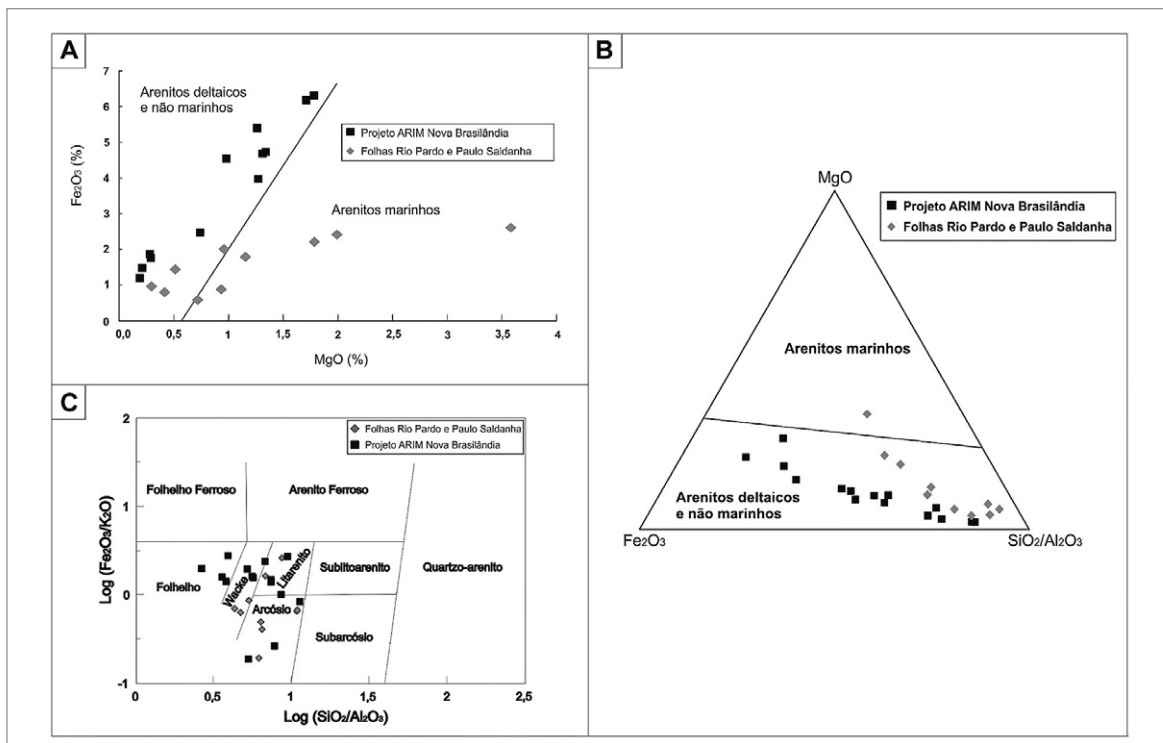 A
7
6
5
4
3
2
1
0
Fe₂O₃ (%)
Arenitos deltaicos
e não marinhos
Projeto ARIM Nova Brasilândia
Folhas Rio Pardo e Paulo Saldanha
Arenitos marinhos
0,0 0,5 1 1,5 2 2,5 3 3,5 4
MgO (%)
B
MgO
Projeto ARIM Nova Brasilândia
Folhas Rio Pardo e Paulo Saldanha
Arenitos marinhos
Arenitos deltaicos
e não marinhos
Fe₂O₃
SiO₂/Al₂O₃
C
2
1
0
-1
Log (Fe₂O₃/K₂O)
Folhas Rio Pardo e Paulo Saldanha
Projeto ARIM Nova Brasilândia
Folhelho Ferroso
Arenito Ferroso
Folhelho
Wacke
Litarenito
Sublitoarenito
Quartzo-arenito
Arcósio
Subarcósio
0 0,5 1 1,5 2 2,5
Log (SiO₂/Al₂O₃)